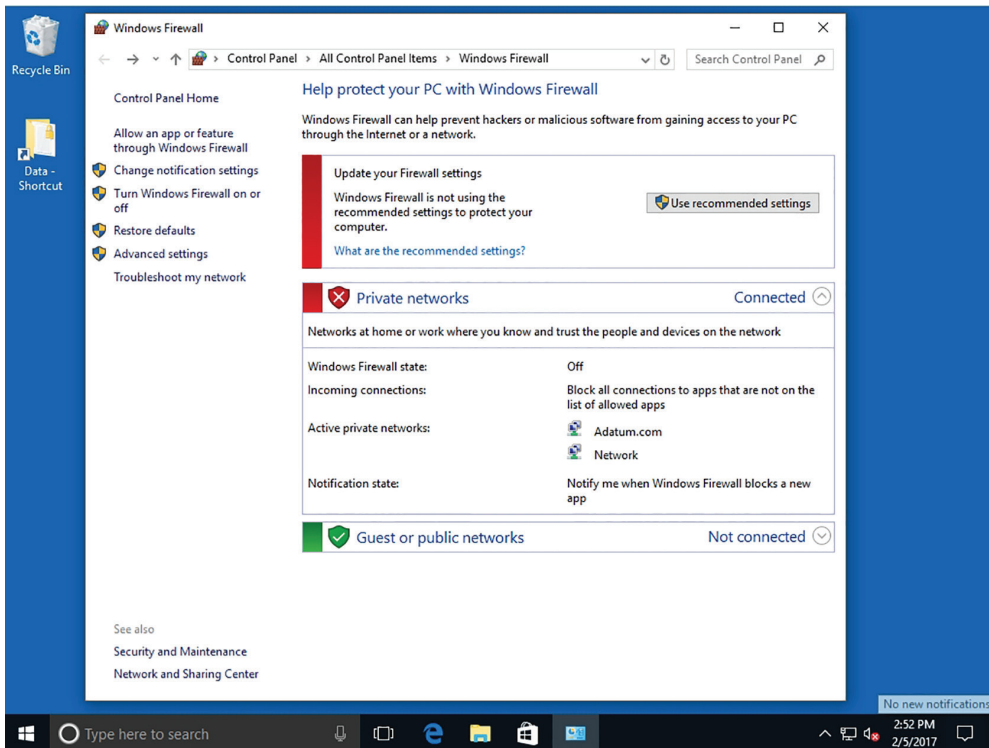 Recycle Bin
Data -
Shortcut
Windows Firewall
Control Panel > All Control Panel Items > Windows Firewall
Search Control Panel
Control Panel Home
Allow an app or feature
through Windows Firewall
Change notification settings
Turn Windows Firewall on or
off
Restore defaults
Advanced settings
Troubleshoot my network
See also
Security and Maintenance
Network and Sharing Center
Help protect your PC with Windows Firewall
Windows Firewall can help prevent hackers or malicious software from gaining access to your PC
through the Internet or a network.
Update your Firewall settings
Windows Firewall is not using the
recommended settings to protect your
computer.
Use recommended settings
What are the recommended settings?
Private networks Connected
Networks at home or work where you know and trust the people and devices on the network
Windows Firewall state: Off
Incoming connections: Block all connections to apps that are not on the
list of allowed apps
Active private networks: Adatum.com
Network
Notification state: Notify me when Windows Firewall blocks a new
app
Guest or public networks Not connected
No new notifications
Type here to search
2:52 PM
2/5/2017